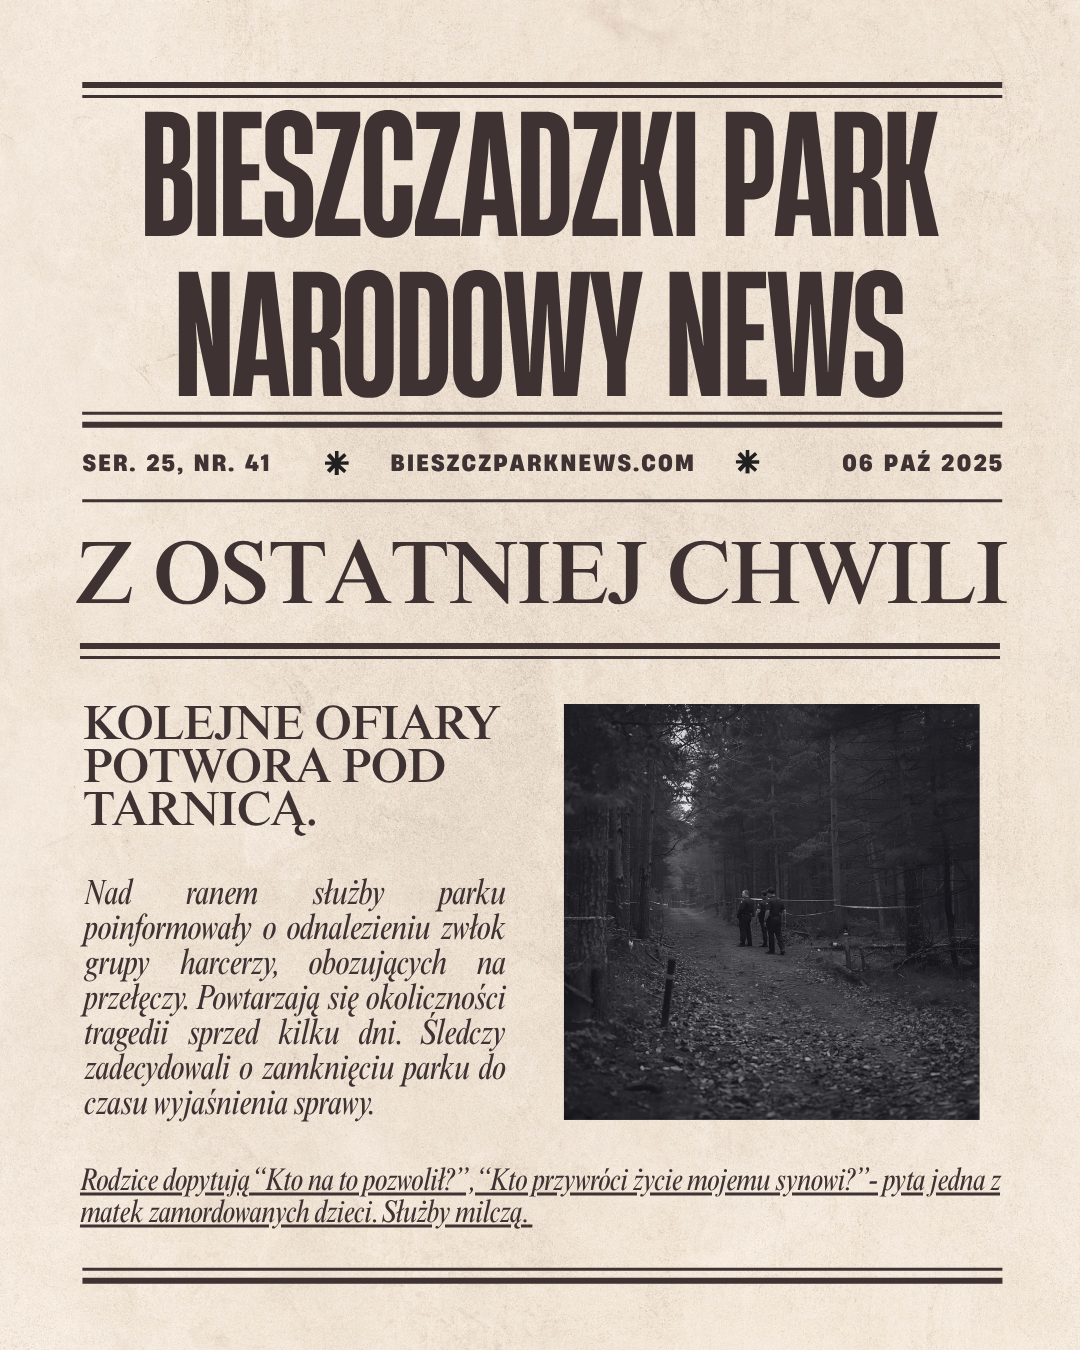 BIESZCZADZKI PARK
NARODOWY NEWS
SER. 25, NR. 41 BIESZCZPARKNEWS.COM 06 PAŹ 2025
Z OSTATNIEJ CHWILI
KOLEJNE OFIARY
POTWORA POD
TARNICĄ.
Nad ranem służby parku
poinformowały o odnalezieniu zwłok
grupy harcerzy, obozujących na
przełęczy. Powtarzają się okoliczności
tragedii sprzed kilku dni. Śledczy
zadecydowali o zamknięciu parku do
czasu wyjaśnienia sprawy.
Rodzice dopytują “Kto na to pozwolił?”, “Kto przywróci życie mojemu synowi?”- pyta jedna z
matek zamordowanych dzieci. Służby milczą.